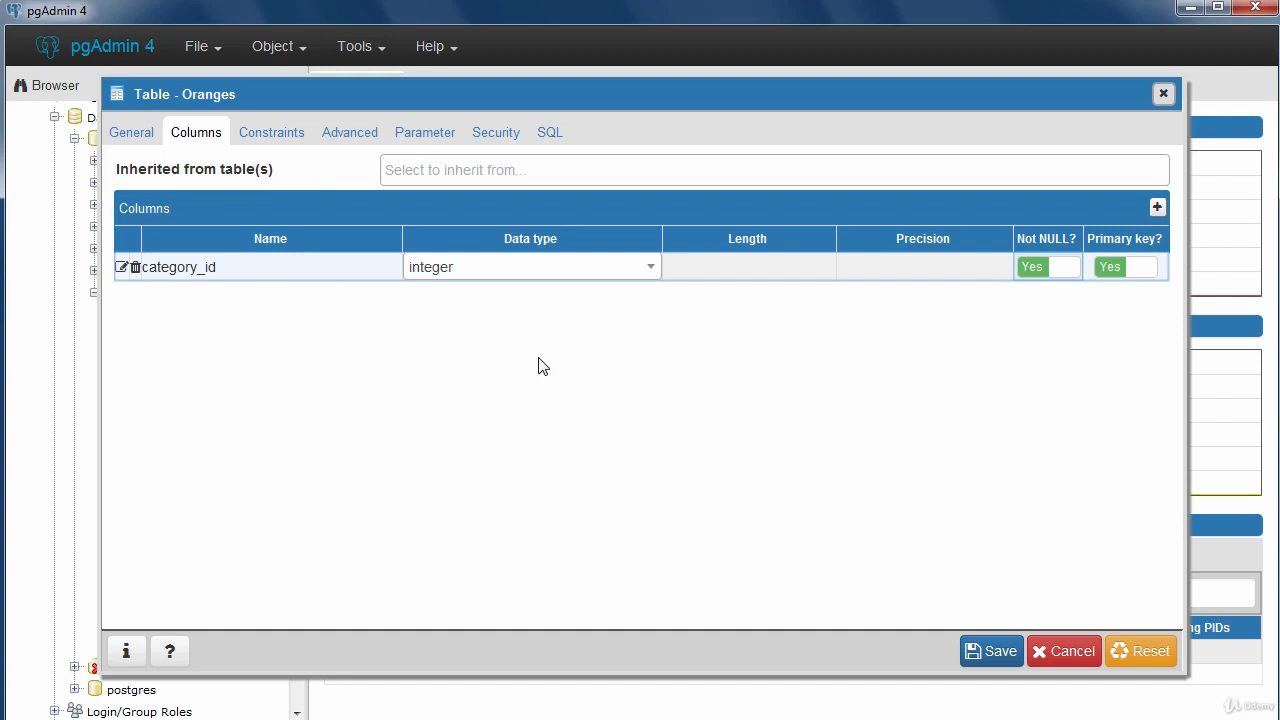 pgAdmin 4
pgAdmin 4 File Object Tools Help
Browser
Table - Oranges
General Columns Constraints Advanced Parameter Security SQL
Inherited from table(s) Select to inherit from...
Columns
Name Data type Length Precision Not NULL? Primary key?
category_id integer Yes Yes
ng PIDs
i ? Save Cancel Reset
postgres
Login/Group Roles
Udemy